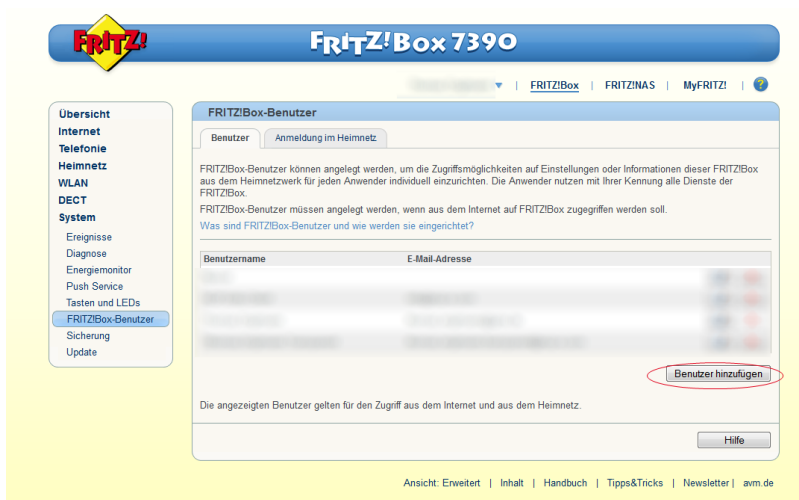 FRITZ!
FRITZ!Box 7390
FRITZ!Box | FRITZ!NAS | MyFRITZ! | ?
Übersicht
Internet
Telefonie
Heimnetz
WLAN
DECT
System
Ereignisse
Diagnose
Energiemonitor
Push Service
Tasten und LEDs
FRITZ!Box-Benutzer
Sicherung
Update
FRITZ!Box-Benutzer
Benutzer Anmeldung im Heimnetz
FRITZ!Box-Benutzer können angelegt werden, um die Zugriffsmöglichkeiten auf Einstellungen oder Informationen dieser FRITZ!Box
aus dem Heimnetzwerk für jeden Anwender individuell einzurichten. Die Anwender nutzen mit Ihrer Kennung alle Dienste der
FRITZ!Box.
FRITZ!Box-Benutzer müssen angelegt werden, wenn aus dem Internet auf FRITZ!Box zugegriffen werden soll.
Was sind FRITZ!Box-Benutzer und wie werden sie eingerichtet?
Benutzername E-Mail-Adresse
Benutzer hinzufügen
Die angezeigten Benutzer gelten für den Zugriff aus dem Internet und aus dem Heimnetz.
Hilfe
Ansicht: Erweitert | Inhalt | Handbuch | Tipps&Tricks | Newsletter | avm.de